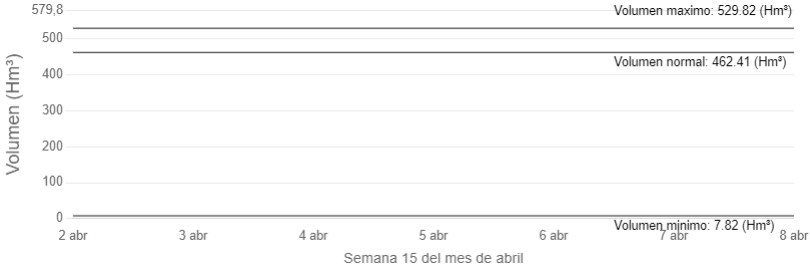 579,8
Volumen maximo: 529.82 (Hm³)
500
Volumen normal: 462.41 (Hm³)
400
Volumen (Hm³)
300
200
100
0
Volumen minimo: 7.82 (Hm³)
2 abr 3 abr 4 abr 5 abr 6 abr 7 abr 8 abr
Semana 15 del mes de abril